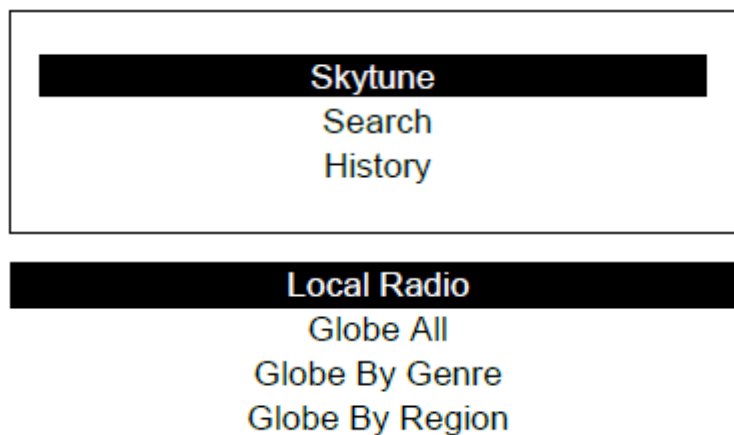 Skytune
Search
History
Local Radio
Globe All
Globe By Genre
Globe By Region